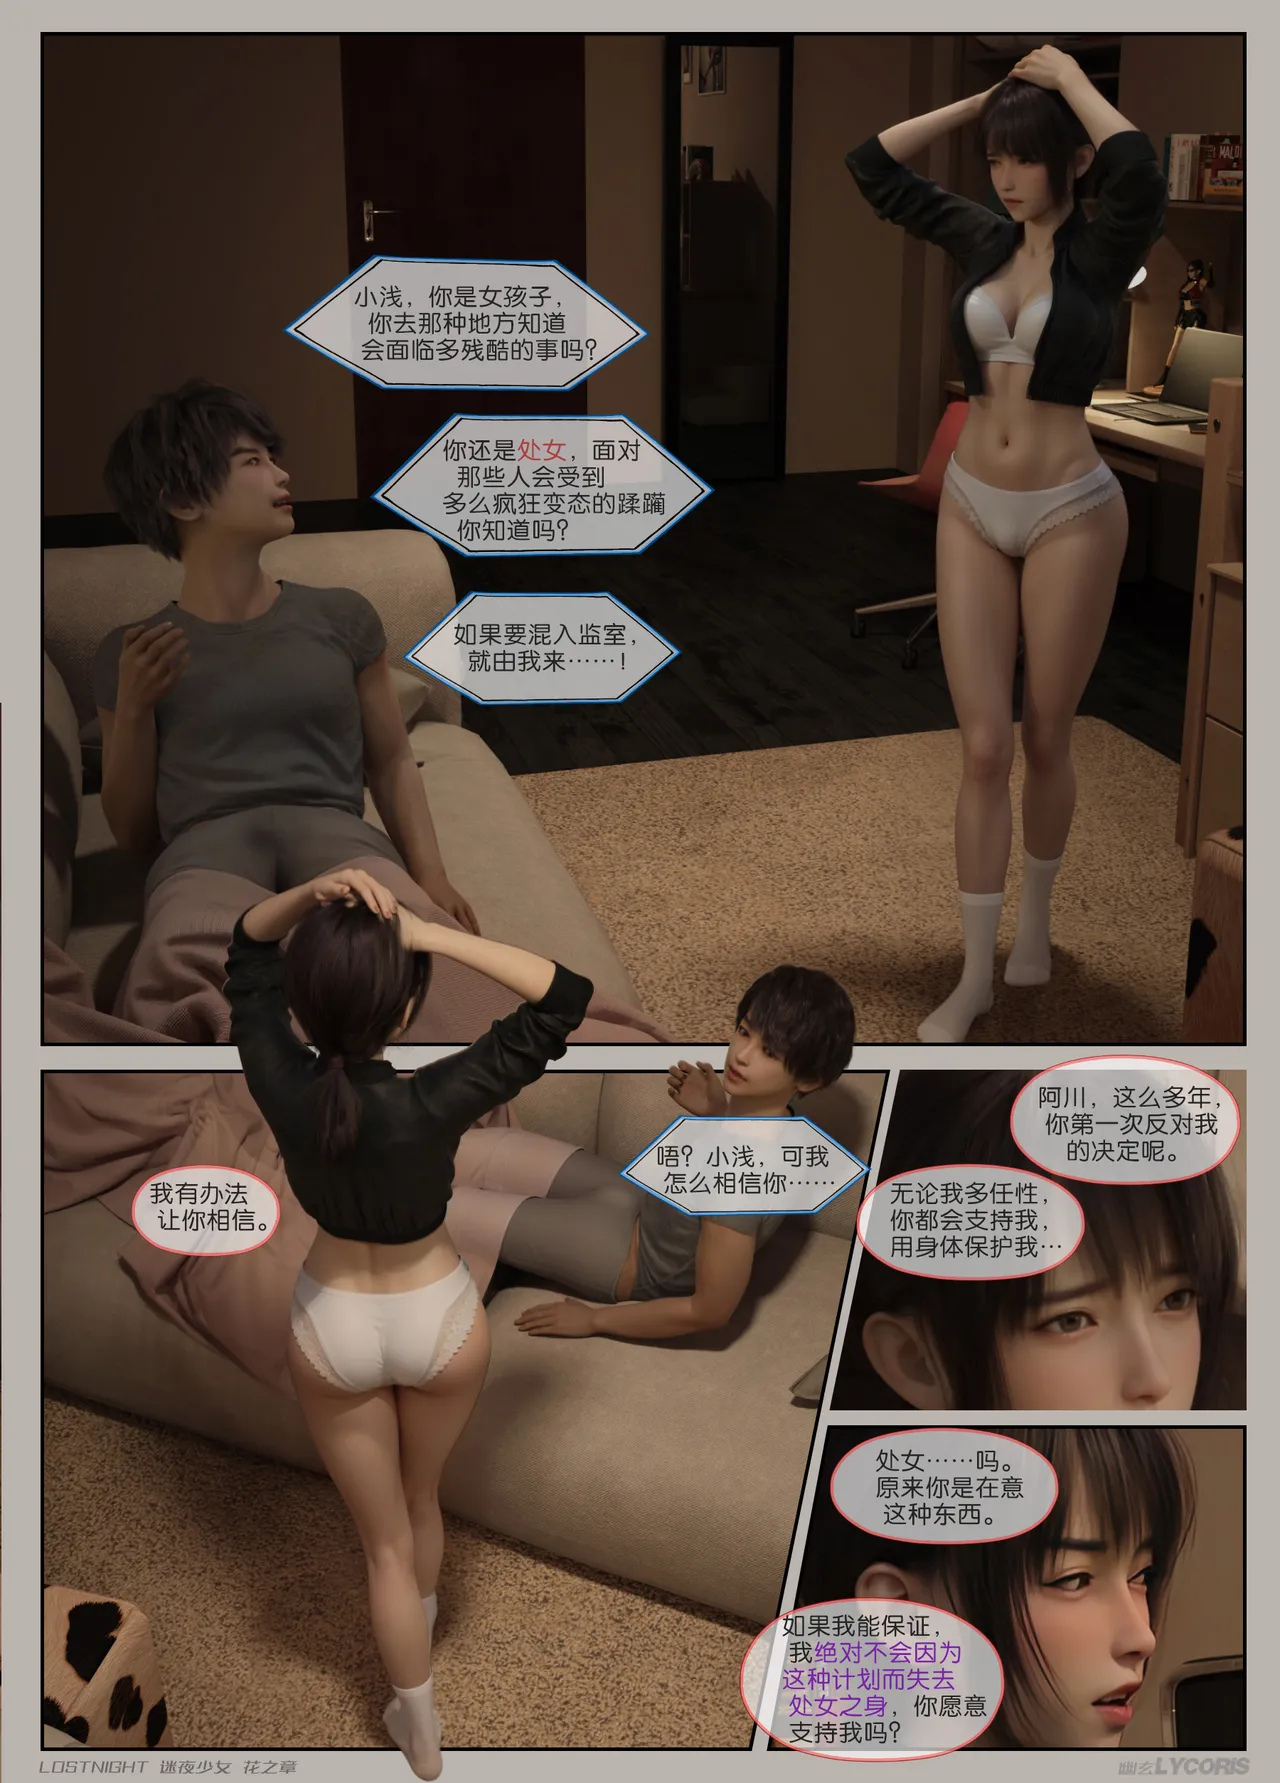 小浅，你是女孩子，
你去那种地方知道
会面临多残酷的事吗？
你还是处女，面对
那些人会受到
多么疯狂变态的蹂躏
你知道吗？
如果要混入监室，
就由我来……！
唔？小浅，可我
怎么相信你……
我有办法
让你相信。
阿川，这么多年，
你第一次反对我
的决定呢。
无论我多任性，
你都会支持我，
用身体保护我…
处女……吗。
原来你是在意
这种东西。
如果我能保证，
我绝对不会因为
这种计划而失去
处女之身，你愿意
支持我吗？
LOSTNIGHT 迷夜少女 花之章
幽玄LYCORIS